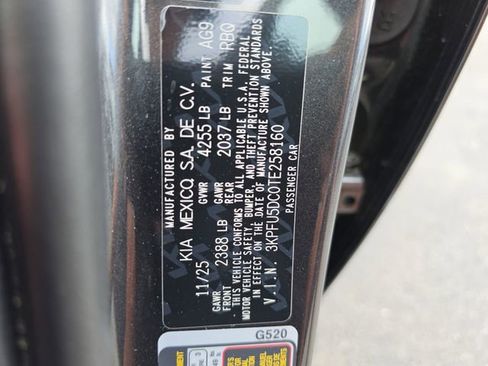 MANUFACTURED BY
KIA MEXICO, S.A. DE C.V.
11/25 GVWR 4255 LB PAINT AG9
GAWR FRONT 2388 LB GAWR REAR 2037 LB TRIM RBQ
THIS VEHICLE CONFORMS TO ALL APPLICABLE U.S.A. FEDERAL
MOTOR VEHICLE SAFETY, BUMPER, AND THEFT PREVENTION STANDARDS
IN EFFECT ON THE DATE OF MANUFACTURE SHOWN ABOVE.
V.I.N. 3KPFU5DC0TE258160
PASSENGER CAR
G520